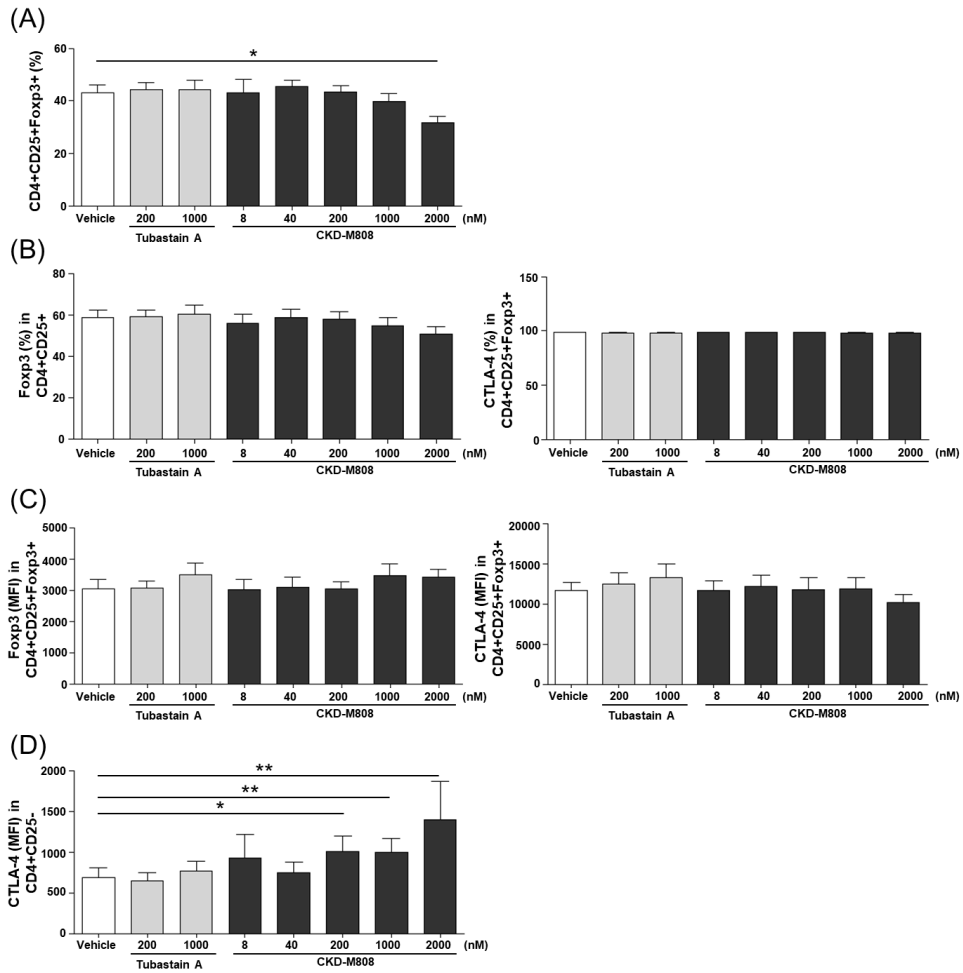 (A)
CD4+CD25+Foxp3+ (%)
60
40
20
0
*
Vehicle 200 1000 8 40 200 1000 2000 (nM)
Tubastain A CKD-M808
(B)
Foxp3 (%) in
CD4+CD25+
80
60
40
20
0
Vehicle 200 1000 8 40 200 1000 2000 (nM)
Tubastain A CKD-M808
CTLA-4 (%) in
CD4+CD25+Foxp3+
150
100
50
0
Vehicle 200 1000 8 40 200 1000 2000 (nM)
Tubastain A CKD-M808
(C)
Foxp3 (MFI) in
CD4+CD25+Foxp3+
5000
4000
3000
2000
1000
0
Vehicle 200 1000 8 40 200 1000 2000 (nM)
Tubastain A CKD-M808
CTLA-4 (MFI) in
CD4+CD25+Foxp3+
20000
15000
10000
5000
0
Vehicle 200 1000 8 40 200 1000 2000 (nM)
Tubastain A CKD-M808
(D)
CTLA-4 (MFI) in
CD4+CD25-
2000
1500
1000
500
0
**
**
*
Vehicle 200 1000 8 40 200 1000 2000 (nM)
Tubastain A CKD-M808